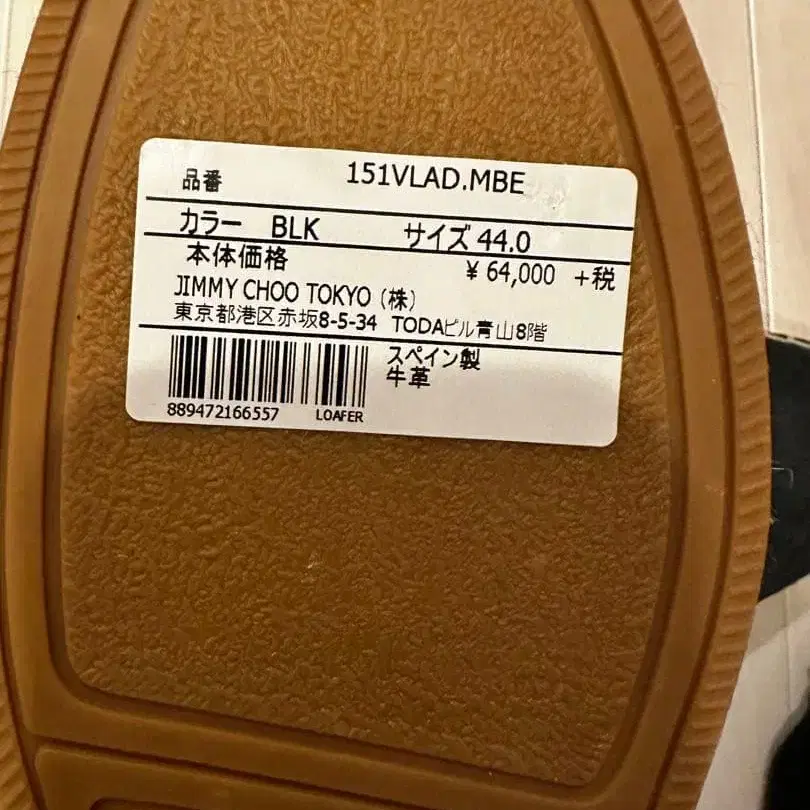 品番 151VLAD.MBE
カラー BLK サイズ 44.0
本体価格 ¥ 64,000 +税
JIMMY CHOO TOKYO (株)
東京都港区赤坂8-5-34 TODAビル青山8階
スペイン製
牛革
889472166557 LOAFER